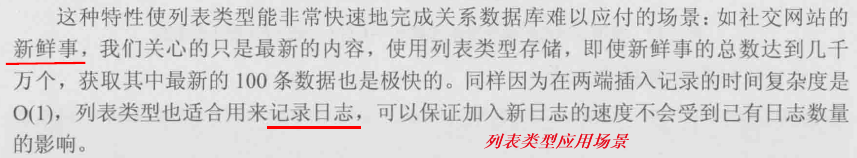 这种特性使列表类型能非常快速地完成关系数据库难以应付的场景：如社交网站的
新鲜事，我们关心的只是最新的内容，使用列表类型存储，即使新鲜事的总数达到几千
万个，获取其中最新的 100 条数据也是极快的。同样因为在两端插入记录的时间复杂度是
O(1)，列表类型也适合用来记录日志，可以保证加入新日志的速度不会受到已有日志数量
的影响。
列表类型应用场景